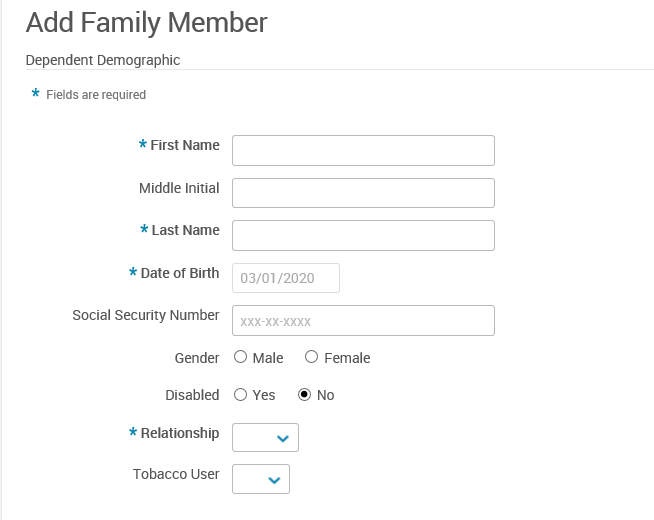 Add Family Member
Dependent Demographic
* Fields are required
* First Name
Middle Initial
* Last Name
* Date of Birth 03/01/2020
Social Security Number xxx-xx-xxxx
Gender Male Female
Disabled Yes No
* Relationship
Tobacco User